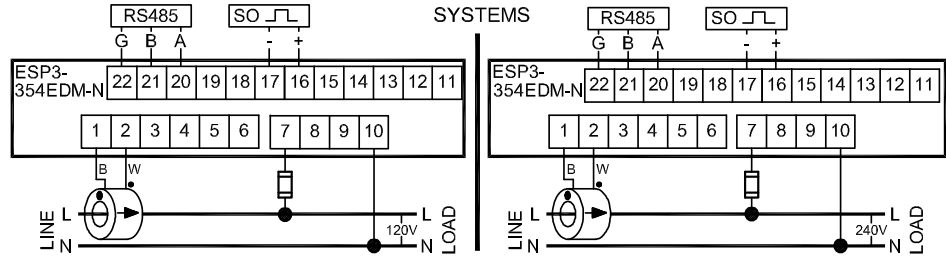 RS485 SO SYSTEMS RS485 SO
G B A - + G B A - +
ESP3-
354EDM-N 22 21 20 19 18 17 16 15 14 13 12 11
ESP3-
354EDM-N 22 21 20 19 18 17 16 15 14 13 12 11
1 2 3 4 5 6 7 8 9 10
1 2 3 4 5 6 7 8 9 10
B W B W
LINE L L LOAD
120V
N N
LINE L L LOAD
240V
N N